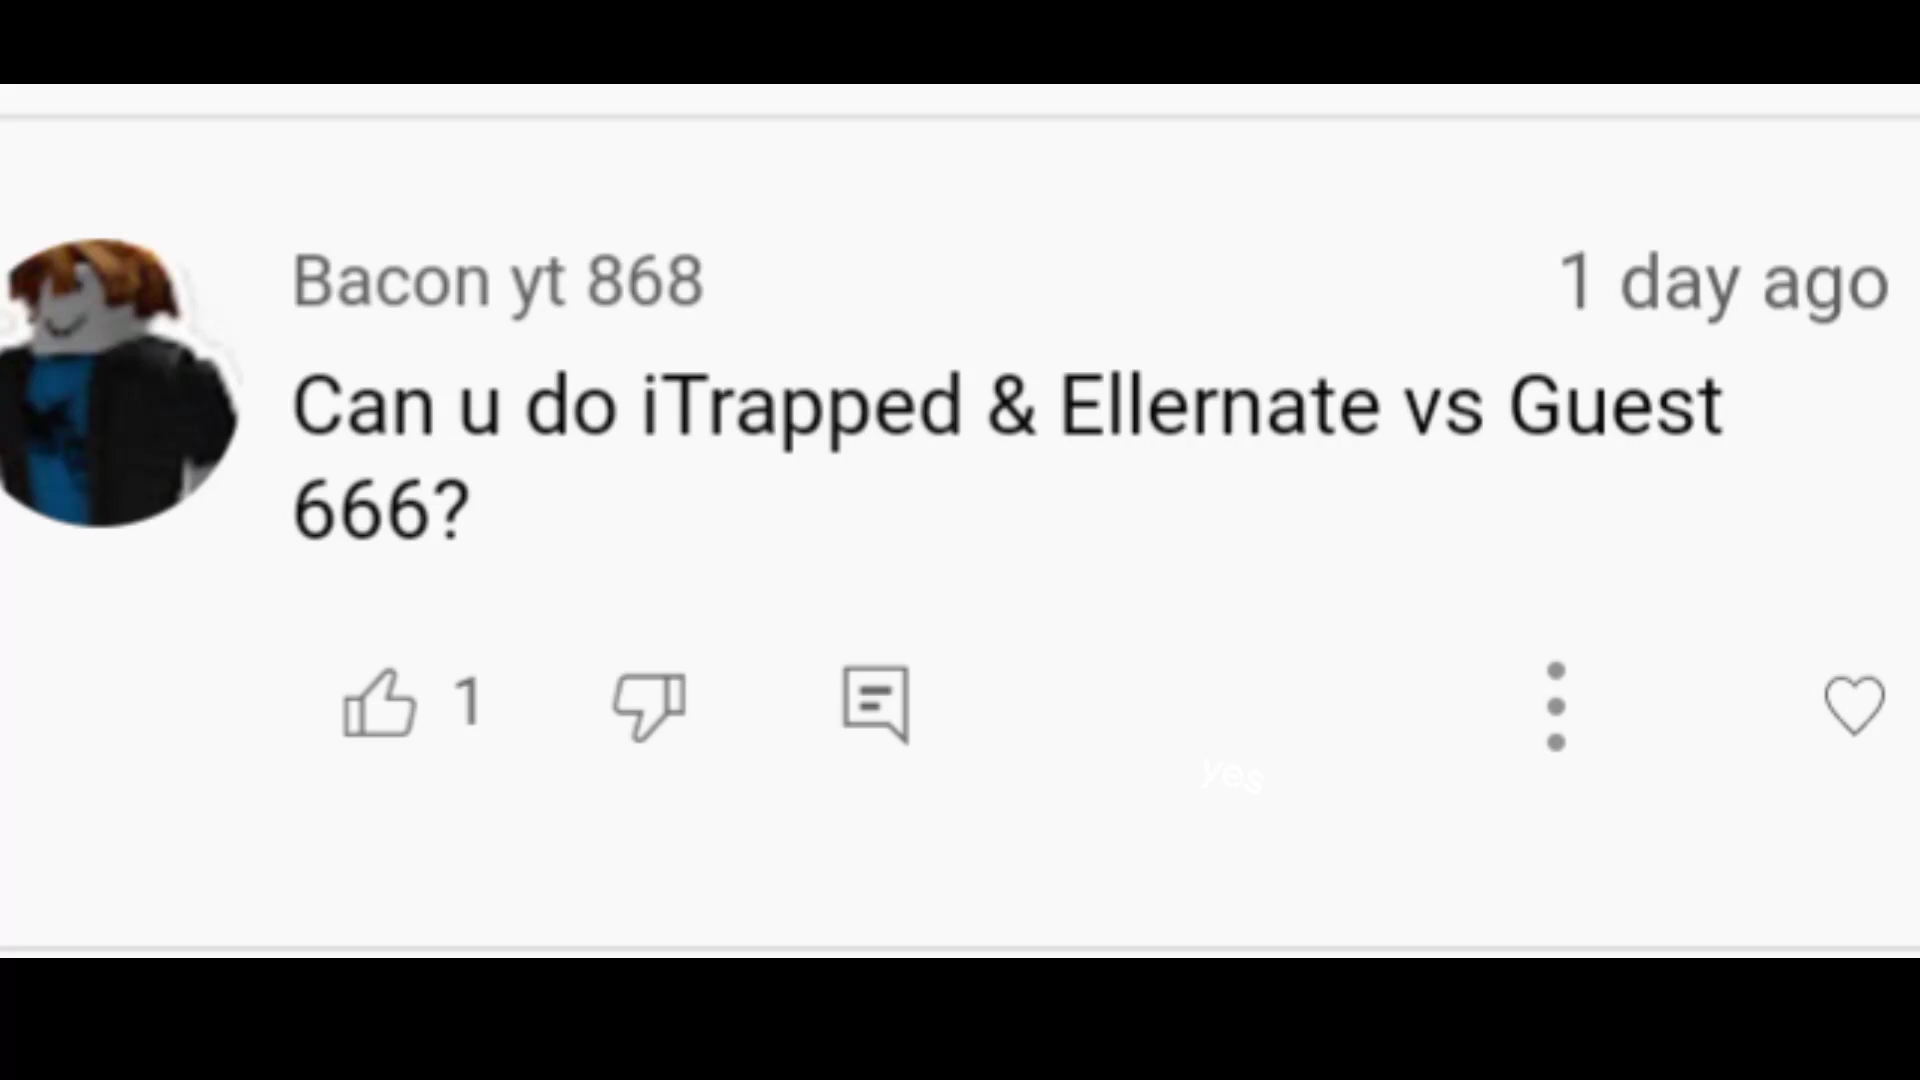 Bacon yt 868
1 day ago
Can u do iTrapped & Ellernate vs Guest
666?
1
yes